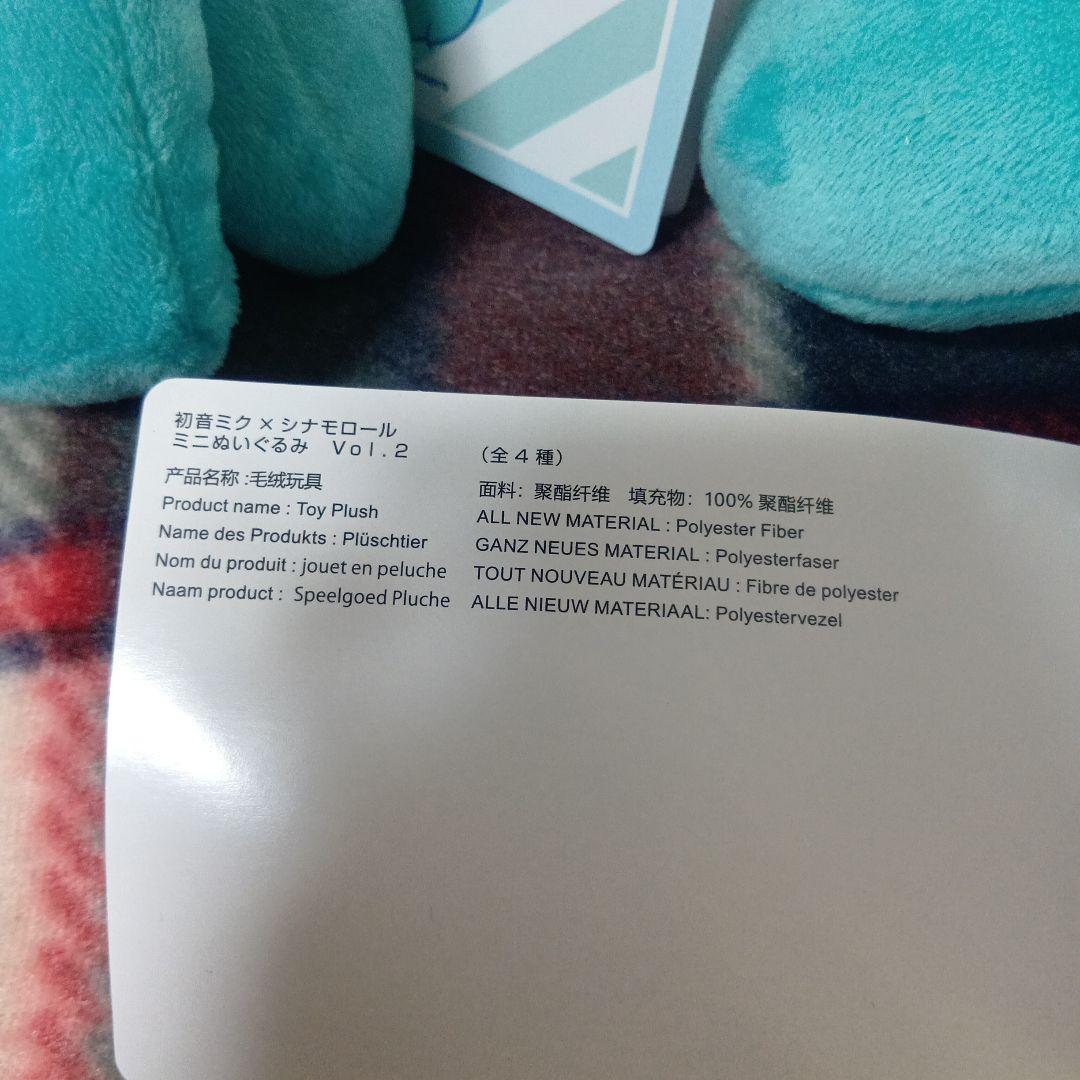 初音ミク×シナモロール
ミニぬいぐるみ　Vol.2　（全4種）
产品名称:毛绒玩具
Product name : Toy Plush
Name des Produkts : Plüschtier
Nom du produit : jouet en peluche
Naam product : Speelgoed Pluche
面料：聚酯纤维　填充物：100% 聚酯纤维
ALL NEW MATERIAL : Polyester Fiber
GANZ NEUES MATERIAL : Polyesterfaser
TOUT NOUVEAU MATÉRIAU : Fibre de polyester
ALLE NIEUW MATERIAAL: Polyestervezel